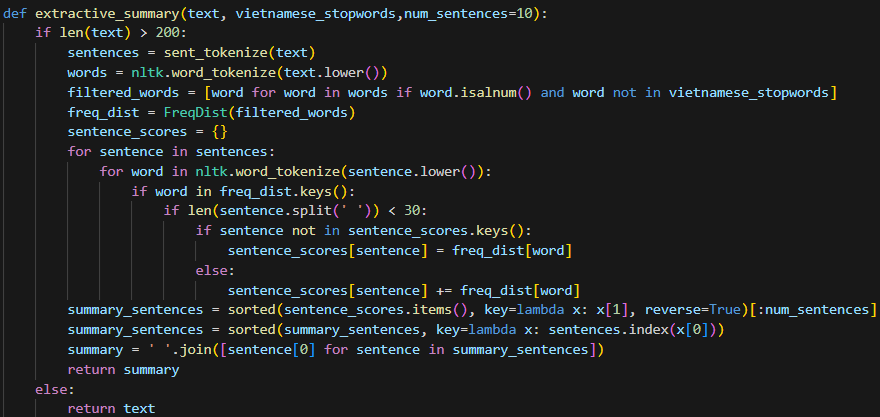 def extractive_summary(text, vietnamese_stopwords,num_sentences=10):
    if len(text) > 200:
        sentences = sent_tokenize(text)
        words = nltk.word_tokenize(text.lower())
        filtered_words = [word for word in words if word.isalnum() and word not in vietnamese_stopwords]
        freq_dist = FreqDist(filtered_words)
        sentence_scores = {}
        for sentence in sentences:
            for word in nltk.word_tokenize(sentence.lower()):
                if word in freq_dist.keys():
                    if len(sentence.split(' ')) < 30:
                        if sentence not in sentence_scores.keys():
                            sentence_scores[sentence] = freq_dist[word]
                        else:
                            sentence_scores[sentence] += freq_dist[word]
        summary_sentences = sorted(sentence_scores.items(), key=lambda x: x[1], reverse=True)[:num_sentences]
        summary_sentences = sorted(summary_sentences, key=lambda x: sentences.index(x[0]))
        summary = ' '.join([sentence[0] for sentence in summary_sentences])
        return summary
    else:
        return text